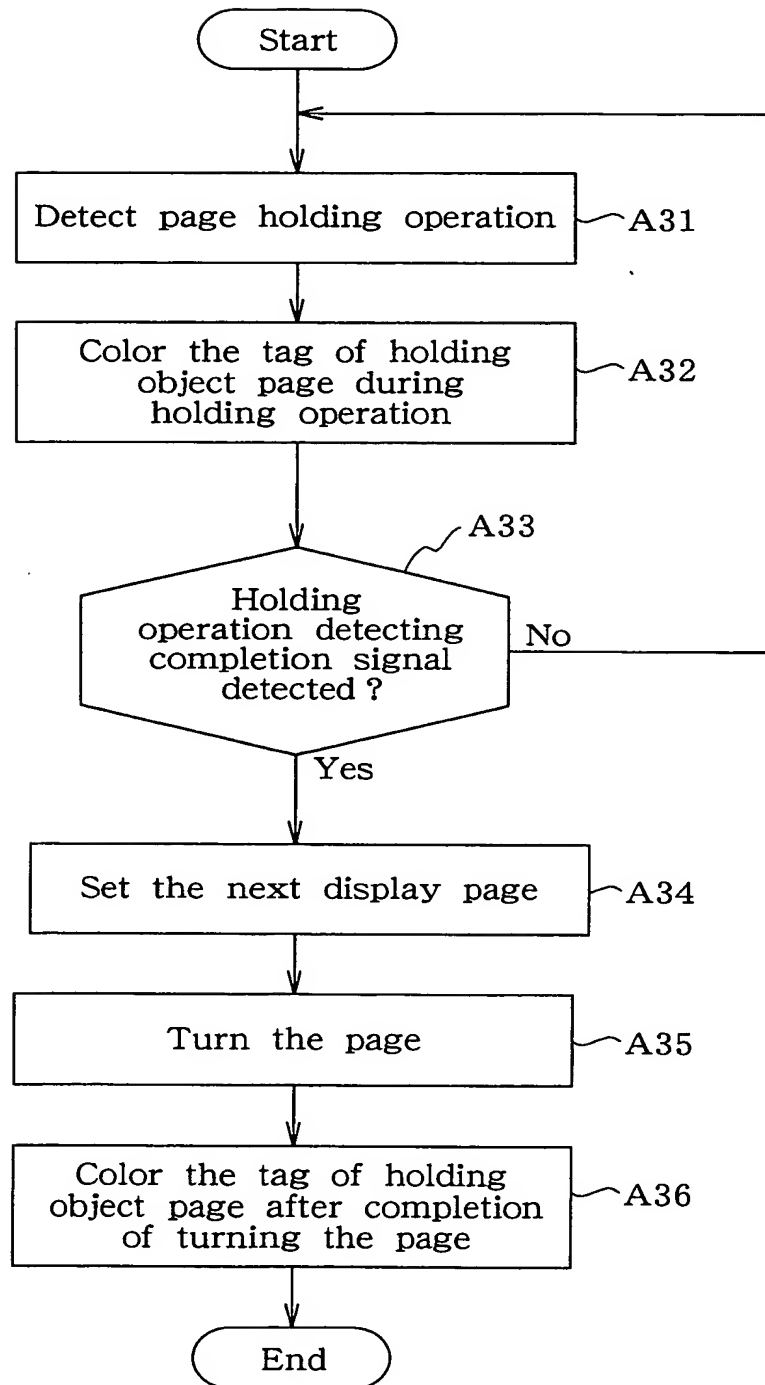 Start
Detect page holding operation
A31
Color the tag of holding
object page during
holding operation
A32
A33
Holding
operation detecting
completion signal
detected ?
No
Yes
Set the next display page
A34
Turn the page
A35
Color the tag of holding
object page after completion
of turning the page
A36
End